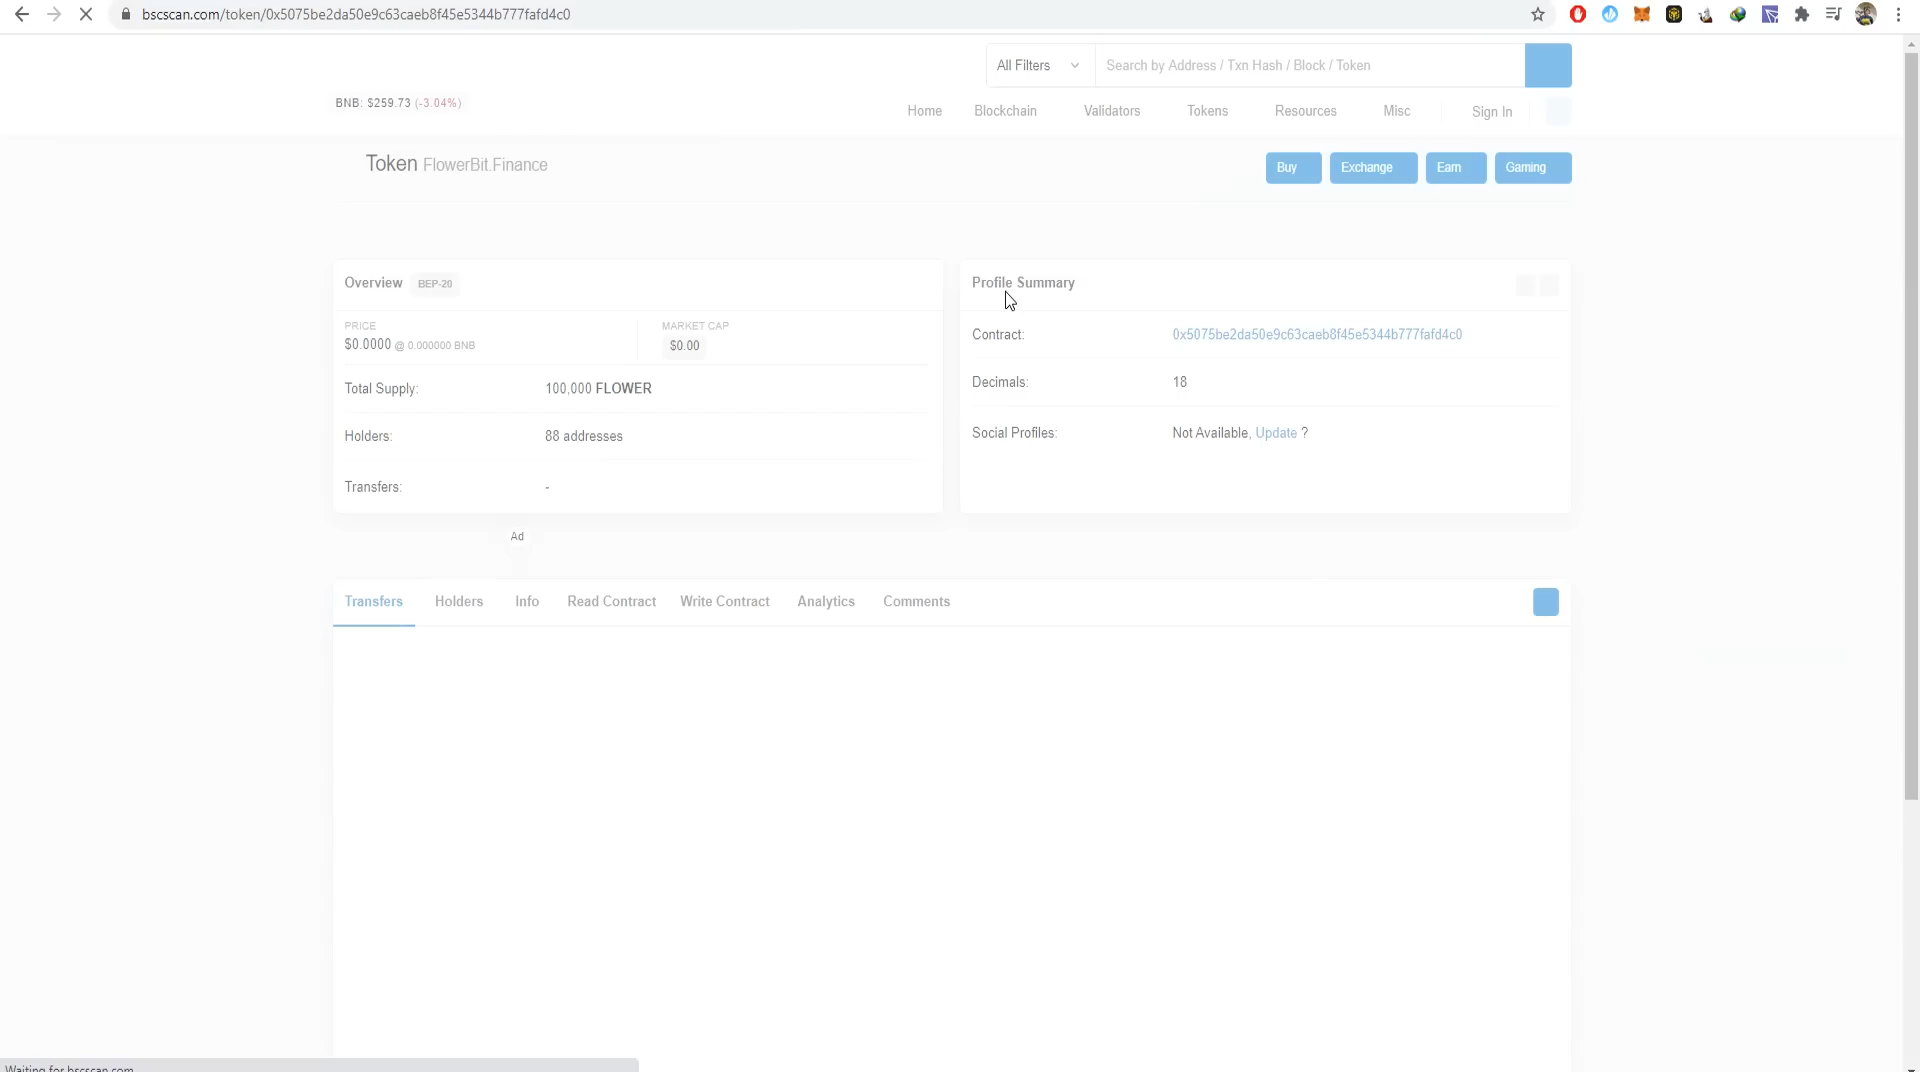 bscscan.com/token/0x5075be2da50e9c63caeb8f45e5344b777fafd4c0
All Filters
Search by Address / Txn Hash / Block / Token
BNB: $259.73 (-3.04%)
Home
Blockchain
Validators
Tokens
Resources
Misc
Sign In
Token FlowerBit.Finance
Buy
Exchange
Earn
Gaming
Overview BEP-20
PRICE
$0.0000 @ 0.000000 BNB
MARKET CAP
$0.00
Total Supply: 100,000 FLOWER
Holders: 88 addresses
Transfers: -
Profile Summary
Contract: 0x5075be2da50e9c63caeb8f45e5344b777fafd4c0
Decimals: 18
Social Profiles: Not Available, Update ?
Ad
Transfers
Holders
Info
Read Contract
Write Contract
Analytics
Comments
Waiting for bscscan.com